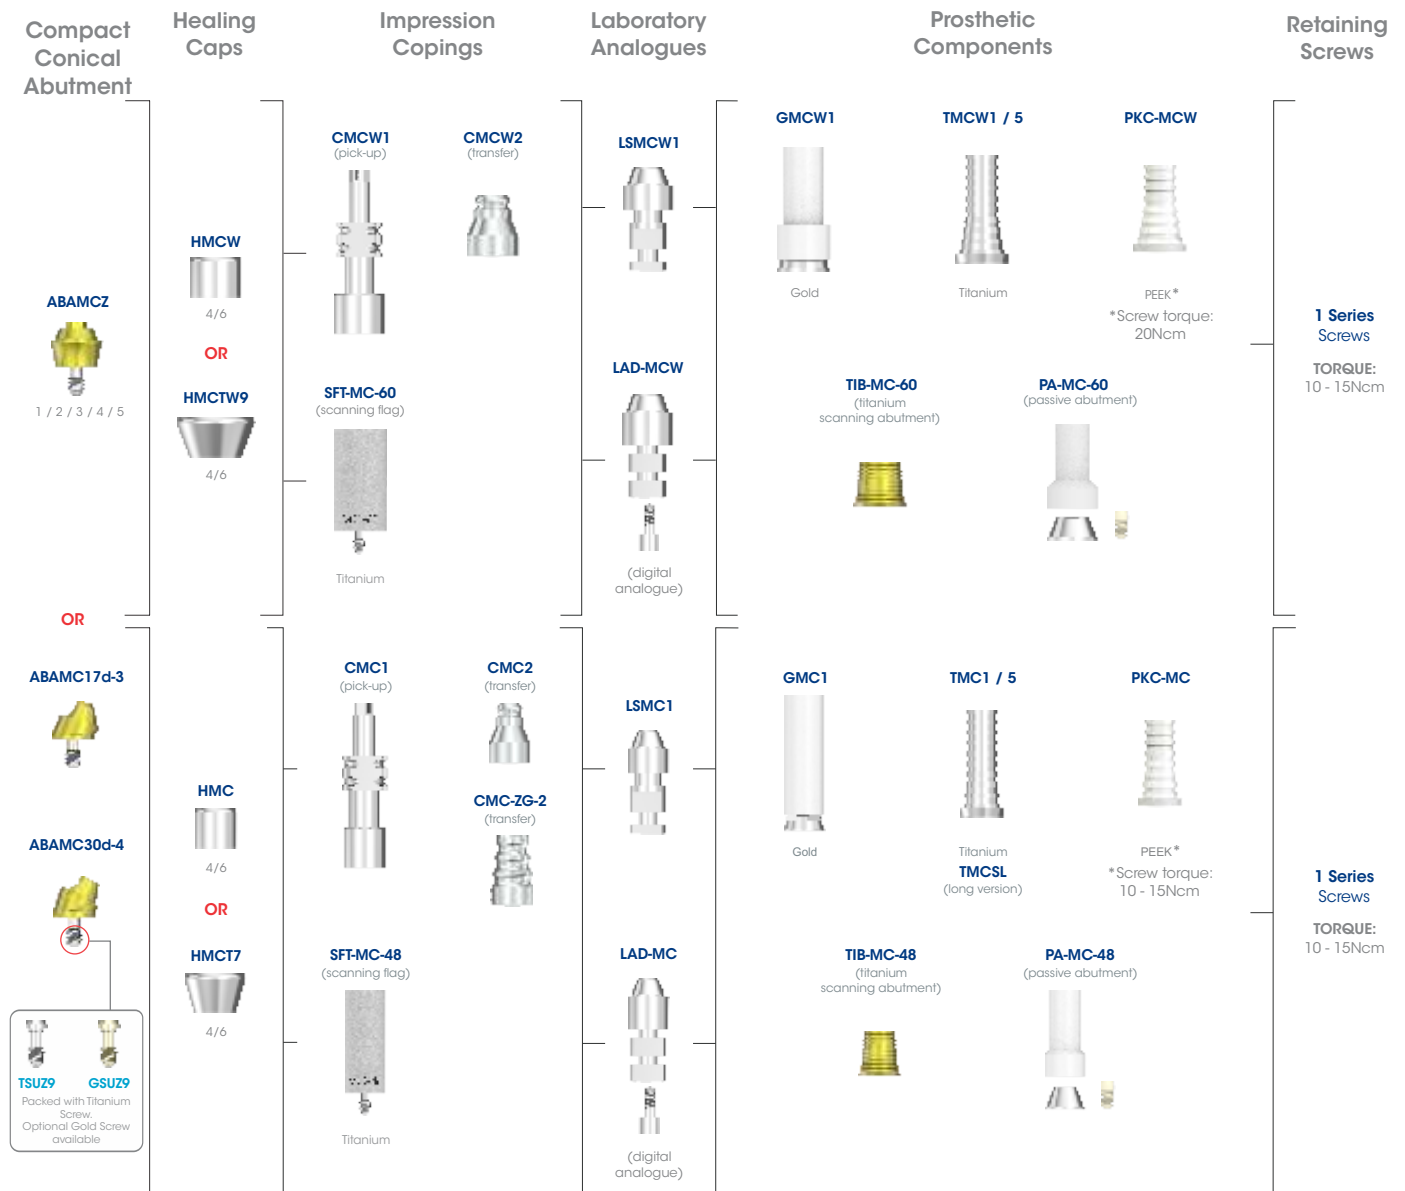 Compact
Conical
Abutment
Healing
Caps
Impression
Copings
Laboratory
Analogues
Prosthetic
Components
Retaining
Screws
ABAMCZ
1 / 2 / 3 / 4 / 5
HMCW
4/6
OR
HMCTW9
4/6
CMCW1
(pick-up)
CMCW2
(transfer)
SFT-MC-60
(scanning flag)
Titanium
LSMCW1
LAD-MCW
(digital
analogue)
GMCW1
Gold
TMCW1 / 5
Titanium
PKC-MCW
PEEK*
*Screw torque:
20Ncm
TIB-MC-60
(titanium
scanning abutment)
PA-MC-60
(passive abutment)
1 Series
Screws
TORQUE:
10 - 15Ncm
OR
ABAMC17d-3
ABAMC30d-4
TSUZ9
GSUZ9
Packed with Titanium
Screw.
Optional Gold Screw
available
HMC
4/6
OR
HMCT7
4/6
CMC1
(pick-up)
CMC2
(transfer)
CMC-ZG-2
(transfer)
SFT-MC-48
(scanning flag)
Titanium
LSMC1
LAD-MC
(digital
analogue)
GMC1
Gold
TMC1 / 5
Titanium
TMCSL
(long version)
PKC-MC
PEEK*
*Screw torque:
10 - 15Ncm
TIB-MC-48
(titanium
scanning abutment)
PA-MC-48
(passive abutment)
1 Series
Screws
TORQUE:
10 - 15Ncm